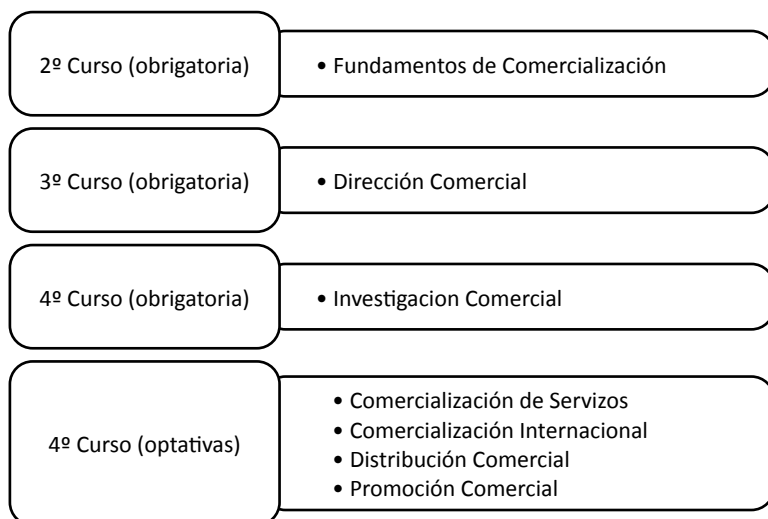 2º Curso (obrigatoria)
• Fundamentos de Comercialización
3º Curso (obrigatoria)
• Dirección Comercial
4º Curso (obrigatoria)
• Investigacion Comercial
4º Curso (optativas)
• Comercialización de Servizos
• Comercialización Internacional
• Distribución Comercial
• Promoción Comercial